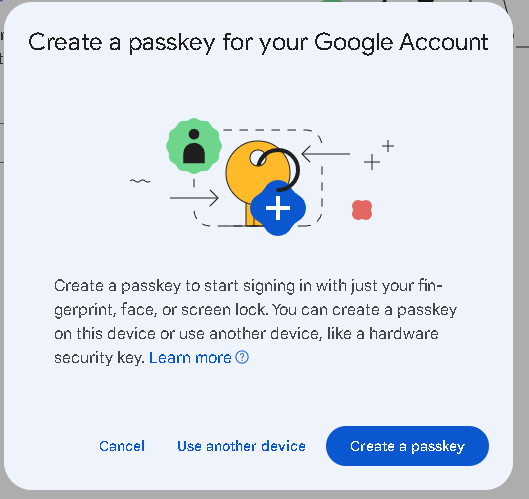 Create a passkey for your Google Account
Create a passkey to start signing in with just your fin-
gerprint, face, or screen lock. You can create a passkey
on this device or use another device, like a hardware
security key. Learn more
Cancel Use another device Create a passkey